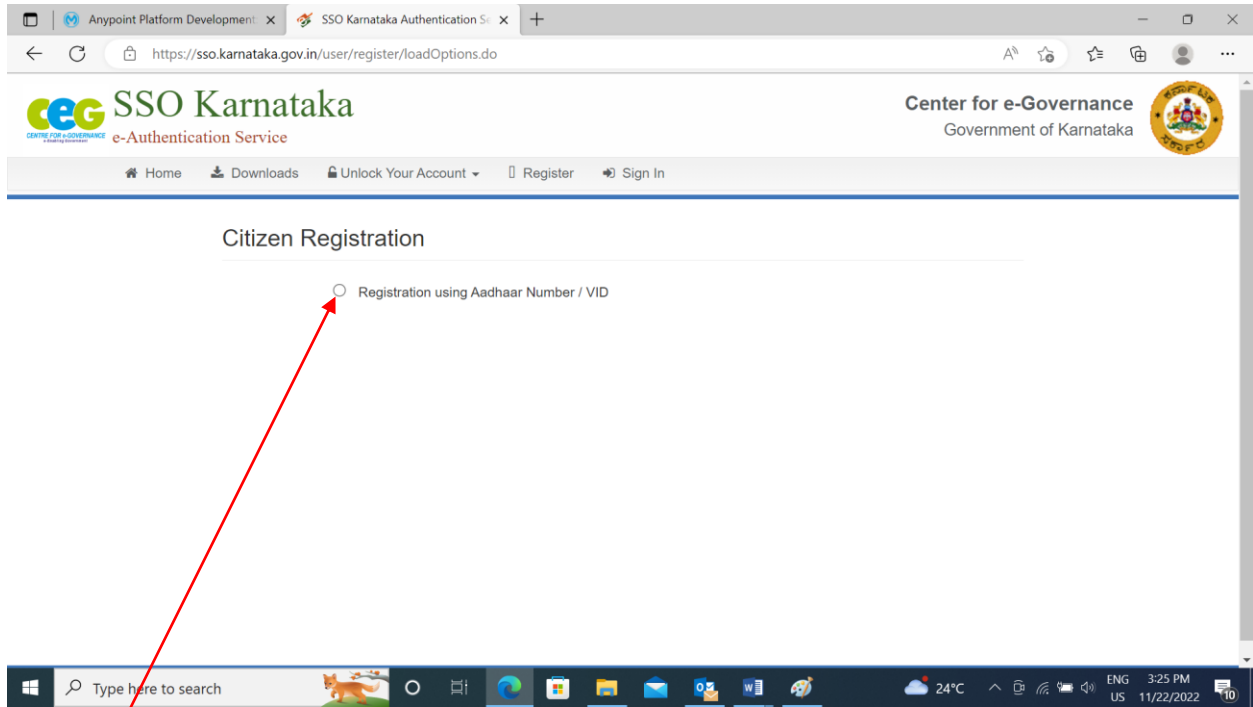 Anypoint Platform Development
SSO Karnataka Authentication Se
https://sso.karnataka.gov.in/user/register/loadOptions.do
CEG
CENTRE FOR e-GOVERNANCE
SSO Karnataka
e-Authentication Service
Center for e-Governance
Government of Karnataka
Home Downloads Unlock Your Account Register Sign In
Citizen Registration
Registration using Aadhaar Number / VID
Type here to search
24°C
ENG
US
3:25 PM
11/22/2022
10